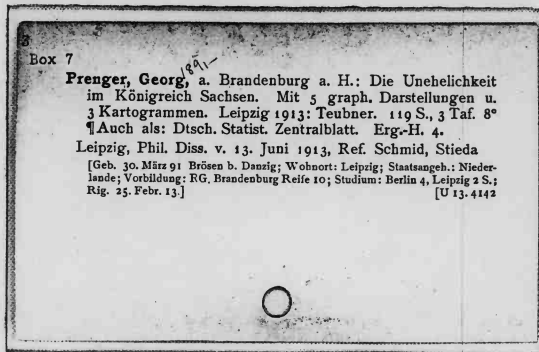 3
Box 7
1891-
Prenger, Georg, a. Brandenburg a. H.: Die Unehelichkeit
im Königreich Sachsen. Mit 5 graph. Darstellungen u.
3 Kartogrammen. Leipzig 1913: Teubner. 119 S., 3 Taf. 8°
¶ Auch als: Dtsch. Statist. Zentralblatt. Erg.-H. 4.
Leipzig, Phil. Diss. v. 13. Juni 1913, Ref. Schmid, Stieda
[Geb. 30. März 91 Brösen b. Danzig; Wohnort: Leipzig; Staatsangeh.: Nieder-
lande; Vorbildung: RG. Brandenburg Reife 10; Studium: Berlin 4, Leipzig 2 S.;
Rig. 25. Febr. 13.] [U 13. 4142